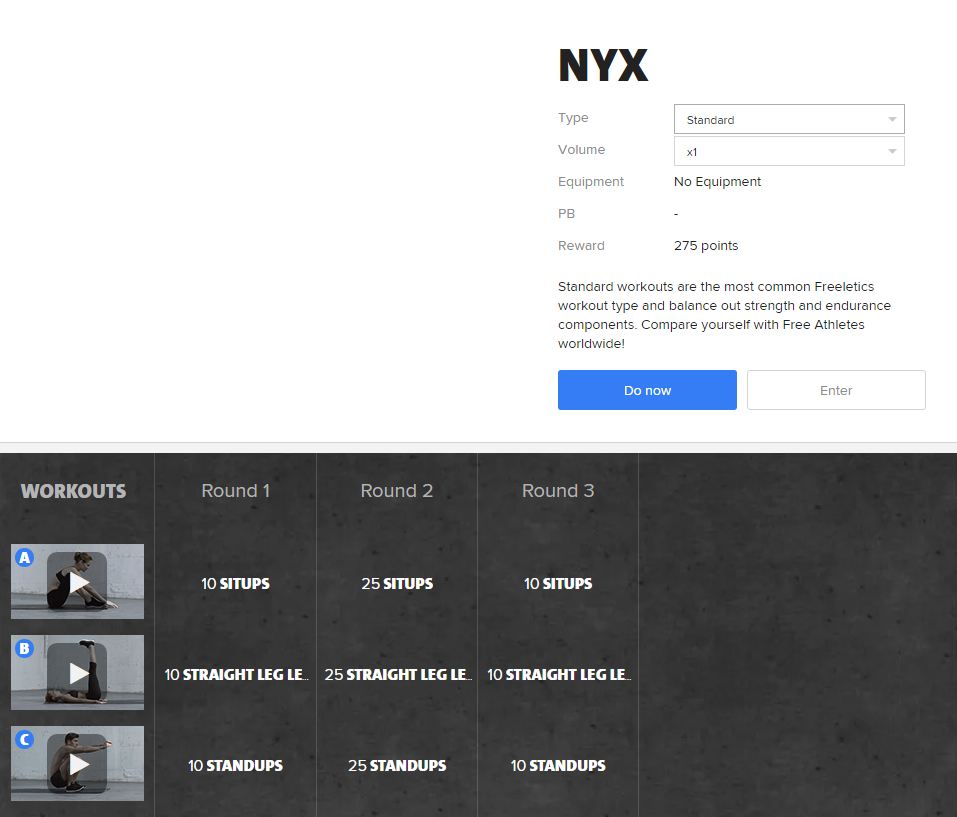 NYX
Type Standard
Volume x1
Equipment No Equipment
PB -
Reward 275 points
Standard workouts are the most common Freeletics
workout type and balance out strength and endurance
components. Compare yourself with Free Athletes
worldwide!
Do now Enter
WORKOUTS Round 1 Round 2 Round 3
A 10 SITUPS 25 SITUPS 10 SITUPS
B 10 STRAIGHT LEG LE... 25 STRAIGHT LEG LE... 10 STRAIGHT LEG LE...
C 10 STANDUPS 25 STANDUPS 10 STANDUPS